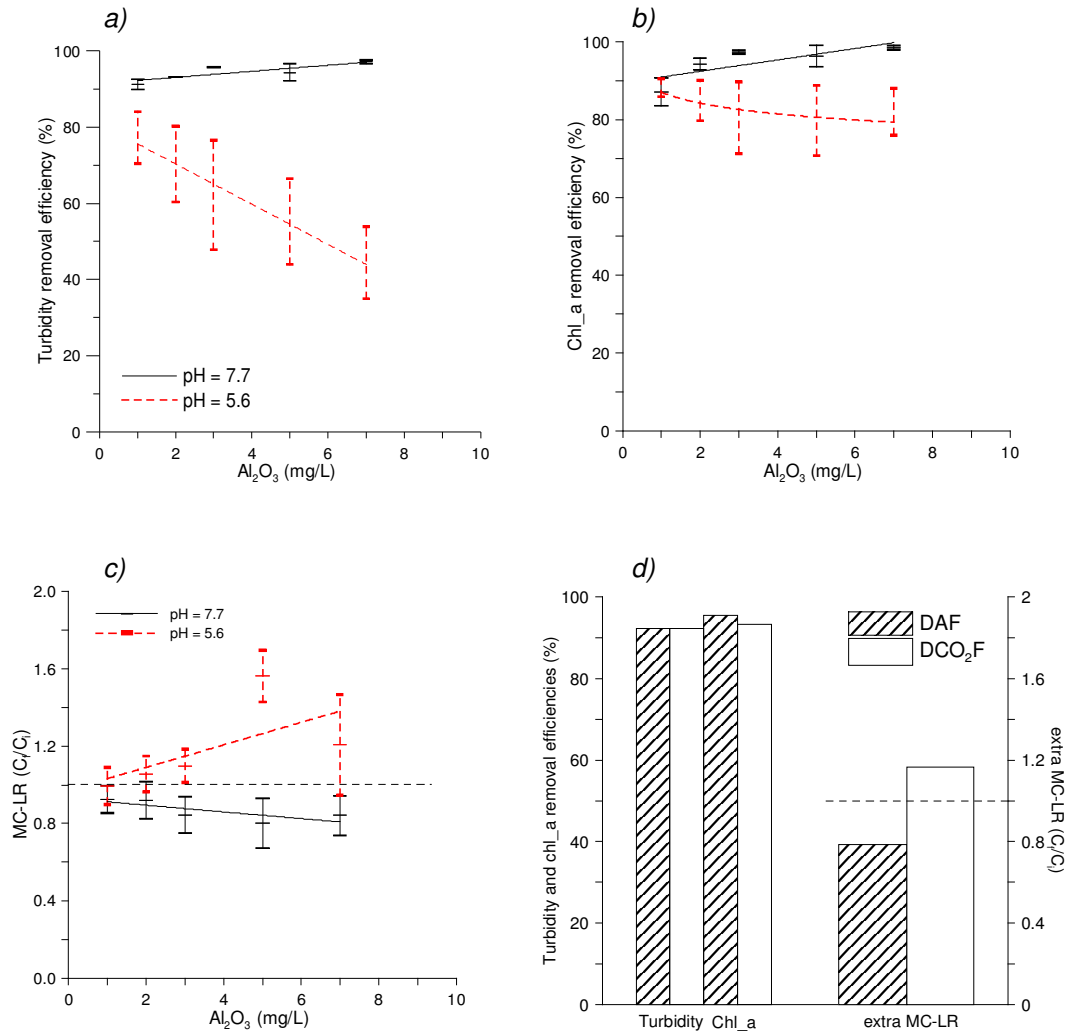 a)
100
80
60
40
20
0
Turbidity removal efficiency (%)
pH = 7.7
pH = 5.6
0 2 4 6 8 10
Al₂O₃ (mg/L)
b)
100
80
60
40
20
0
Chl_a removal efficiency (%)
0 2 4 6 8 10
Al₂O₃ (mg/L)
c)
2.0
1.6
1.2
0.8
0.4
0.0
MC-LR (Cf/Ci)
pH = 7.7
pH = 5.6
0 2 4 6 8 10
Al₂O₃ (mg/L)
d)
100
80
60
40
20
0
Turbidity and chl_a removal efficiencies (%)
DAF
DCO₂F
2
1.6
1.2
0.8
0.4
0
extra MC-LR (Cf/Ci)
Turbidity Chl_a extra MC-LR